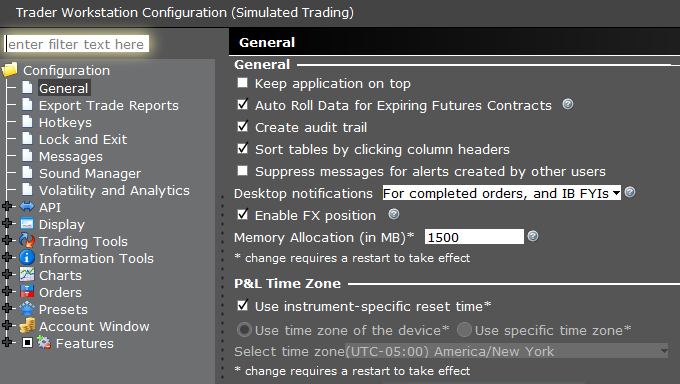 Trader Workstation Configuration (Simulated Trading)
enter filter text here
Configuration
General
Export Trade Reports
Hotkeys
Lock and Exit
Messages
Sound Manager
Volatility and Analytics
API
Display
Trading Tools
Information Tools
Charts
Orders
Presets
Account Window
Features
General
General
Keep application on top
Auto Roll Data for Expiring Futures Contracts ?
Create audit trail
Sort tables by clicking column headers
Suppress messages for alerts created by other users
Desktop notifications For completed orders, and IB FYIs ?
Enable FX position ?
Memory Allocation (in MB)* 1500 ?
* change requires a restart to take effect
P&L Time Zone
Use instrument-specific reset time*
Use time zone of the device* Use specific time zone*
Select time zone (UTC-05:00) America/New York
* change requires a restart to take effect